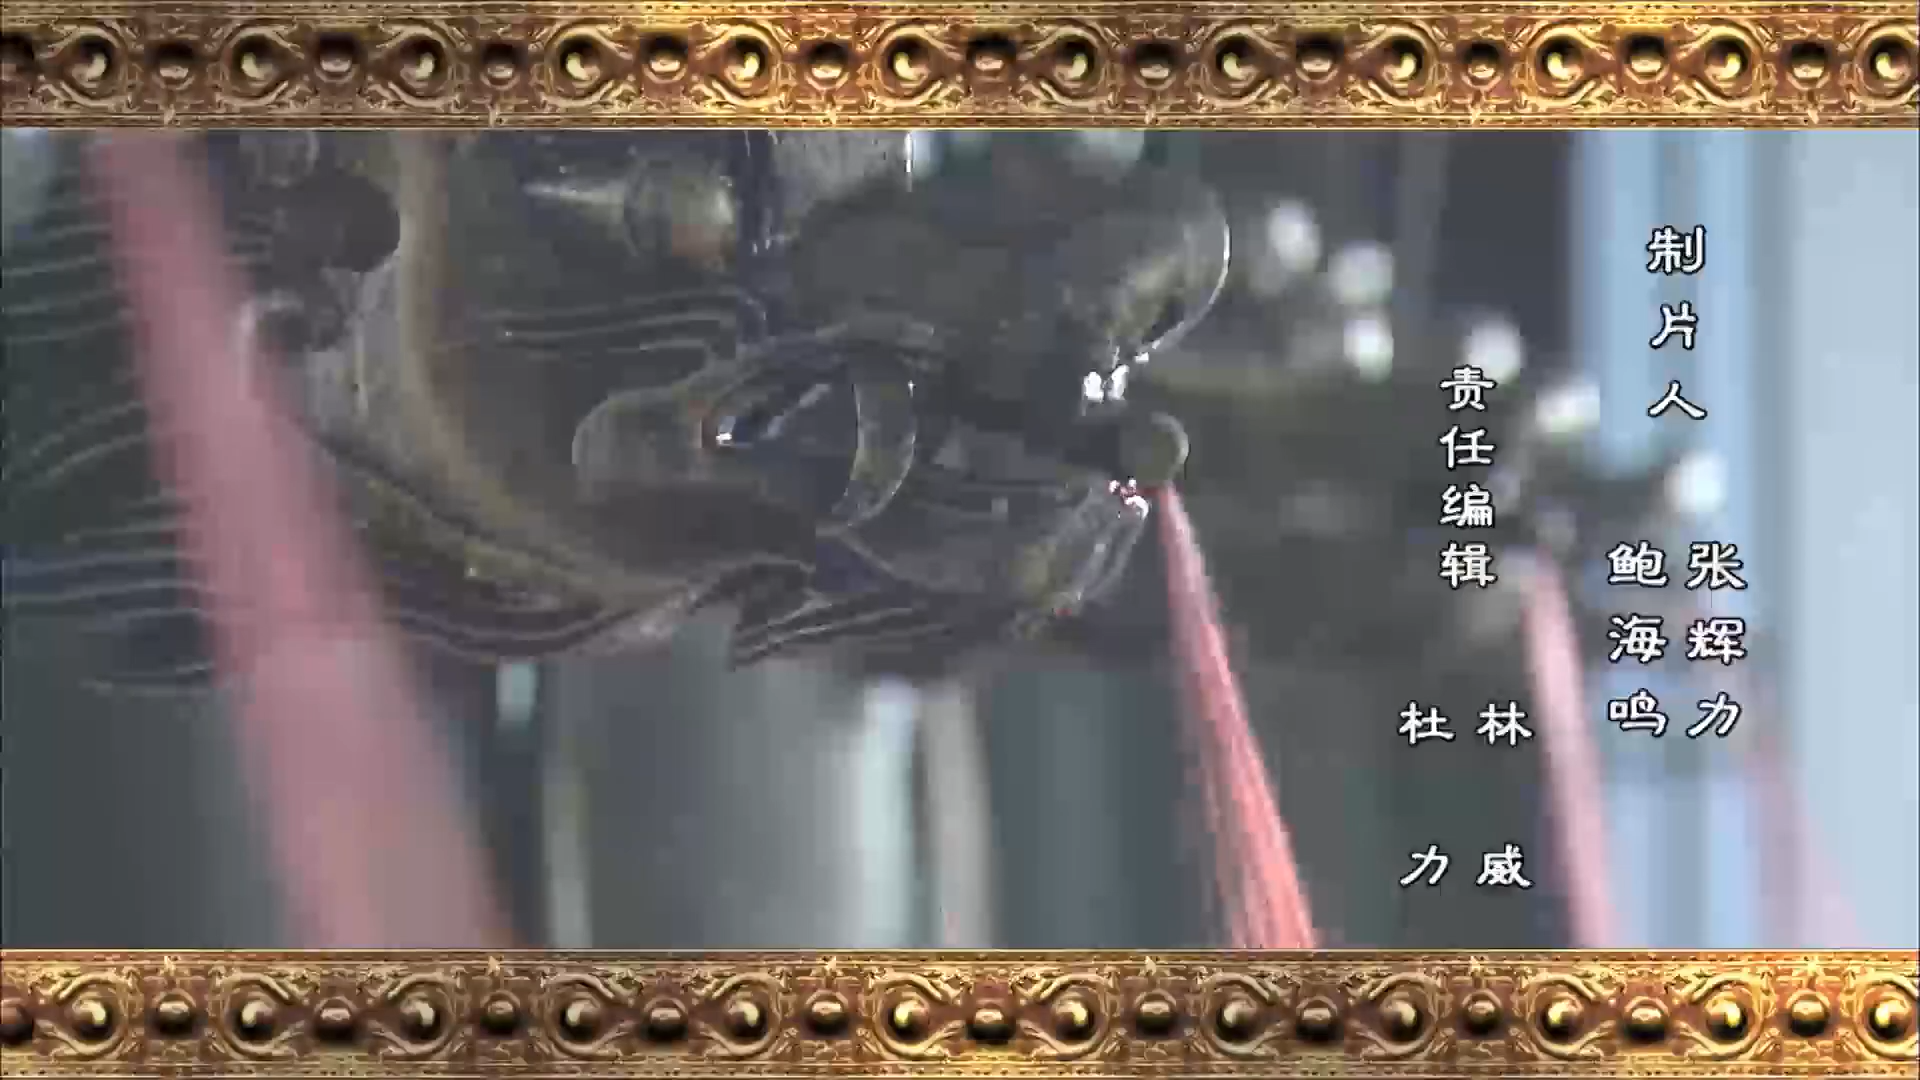 制片人
张辉力
鲍海鸣
责任编辑
林威
杜力